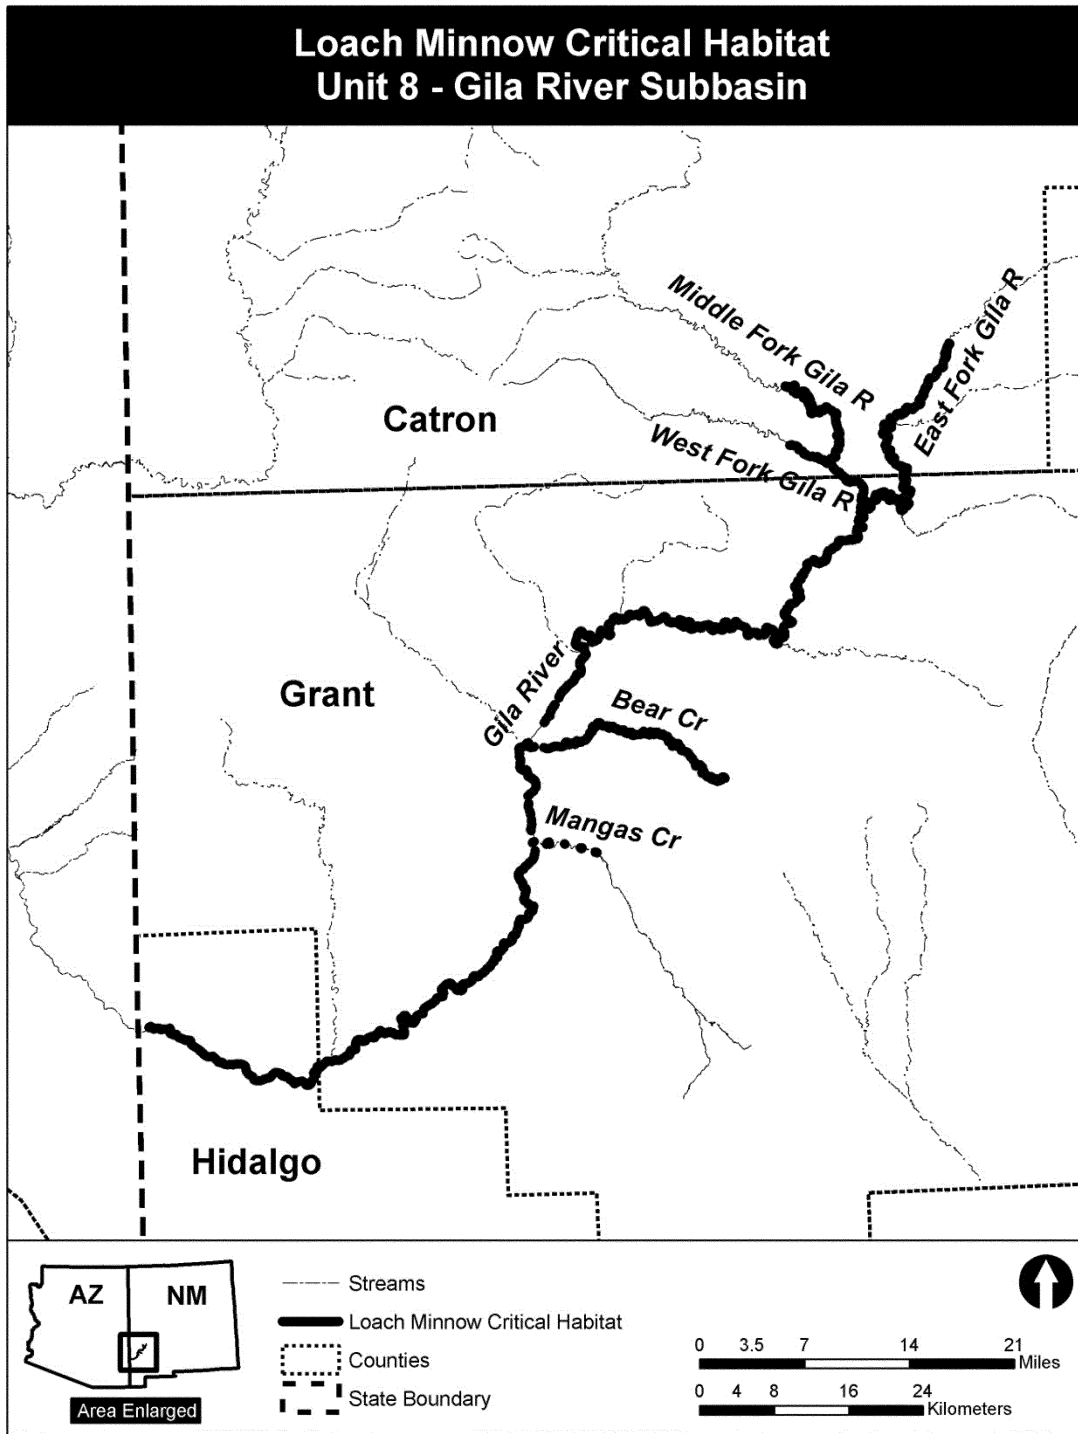 Loach Minnow Critical Habitat
Unit 8 - Gila River Subbasin
Middle Fork Gila R
East Fork Gila R
Catron
West Fork Gila R
Gila River
Grant
Bear Cr
Mangas Cr
Hidalgo
AZ NM
Area Enlarged
Streams
Loach Minnow Critical Habitat
Counties
State Boundary
0 3.5 7 14 21
Miles
0 4 8 16 24
Kilometers